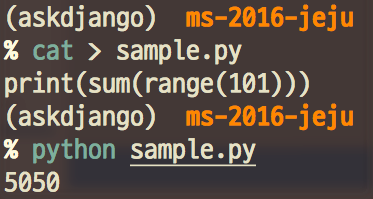 (askdjango) ms-2016-jeju
% cat > sample.py
print(sum(range(101)))
(askdjango) ms-2016-jeju
% python sample.py
5050